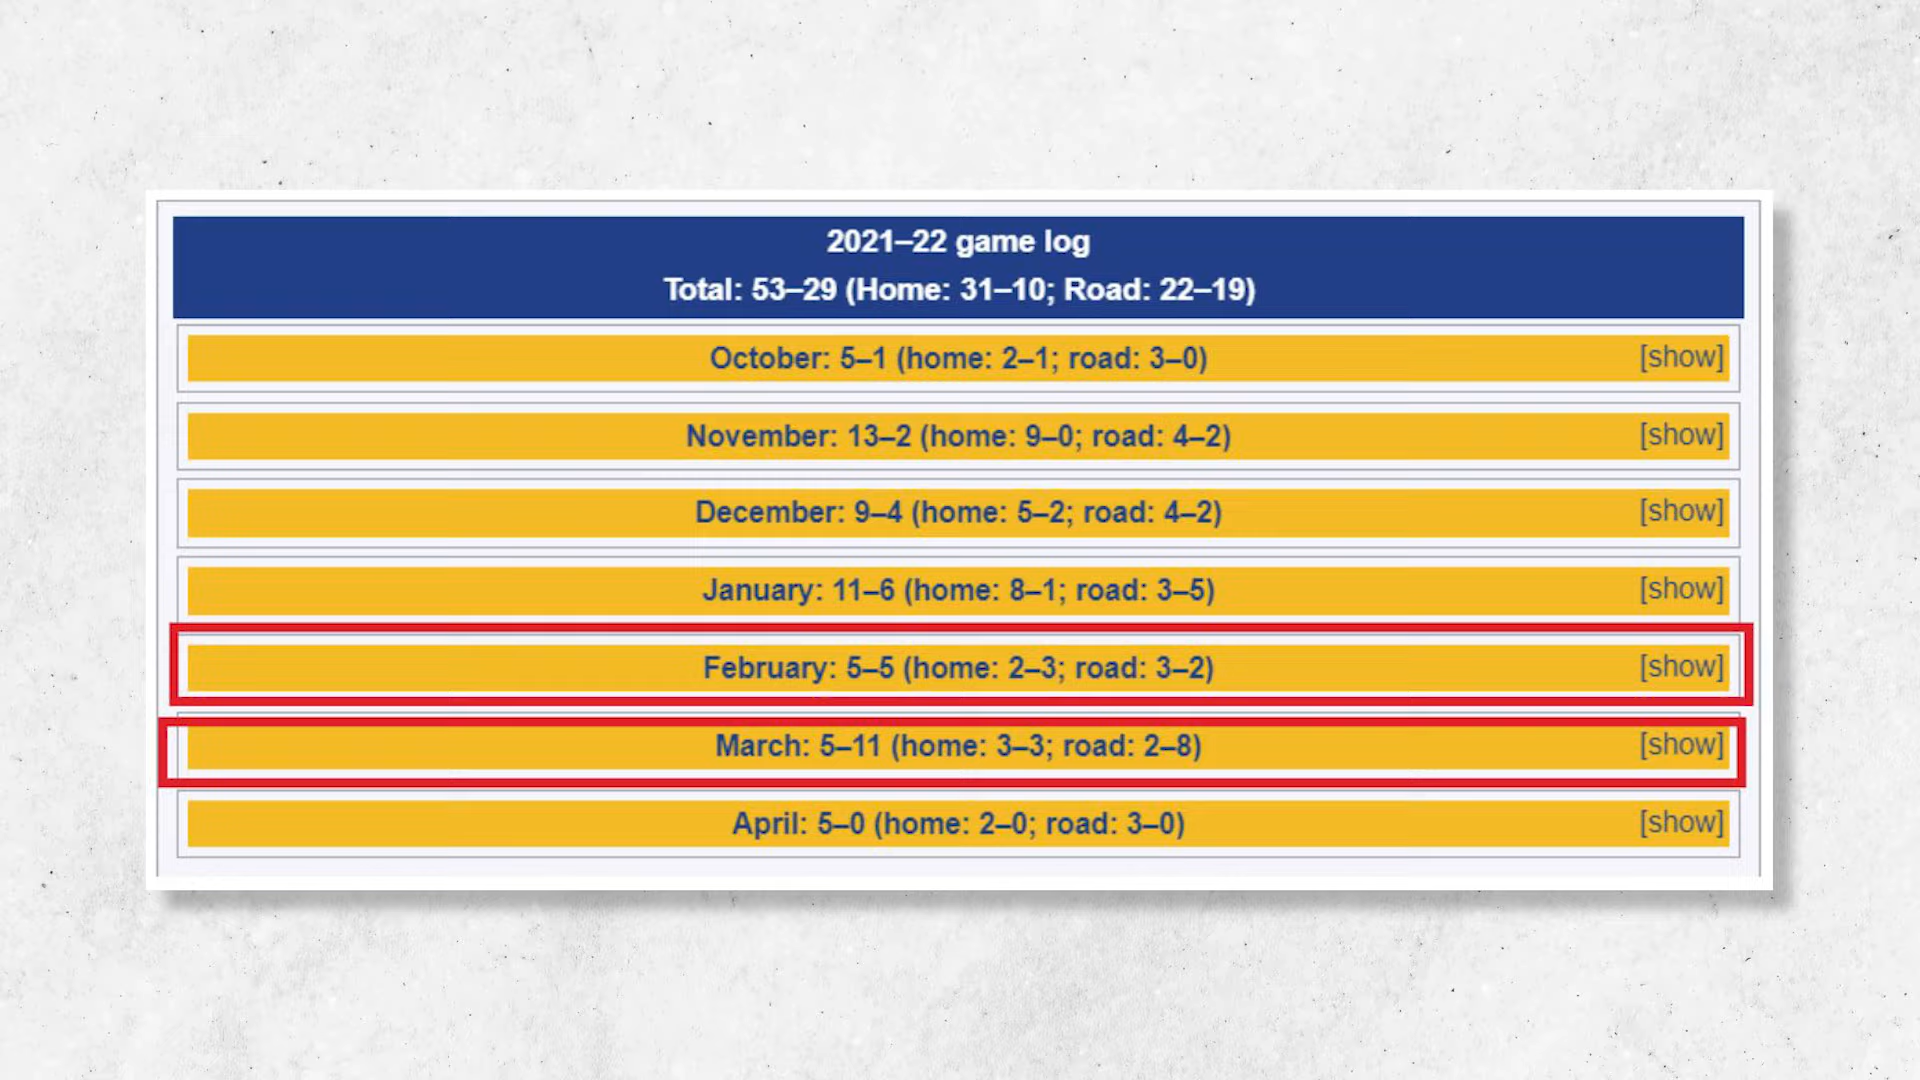 2021–22 game log
Total: 53–29 (Home: 31–10; Road: 22–19)
October: 5–1 (home: 2–1; road: 3–0) [show]
November: 13–2 (home: 9–0; road: 4–2) [show]
December: 9–4 (home: 5–2; road: 4–2) [show]
January: 11–6 (home: 8–1; road: 3–5) [show]
February: 5–5 (home: 2–3; road: 3–2) [show]
March: 5–11 (home: 3–3; road: 2–8) [show]
April: 5–0 (home: 2–0; road: 3–0) [show]